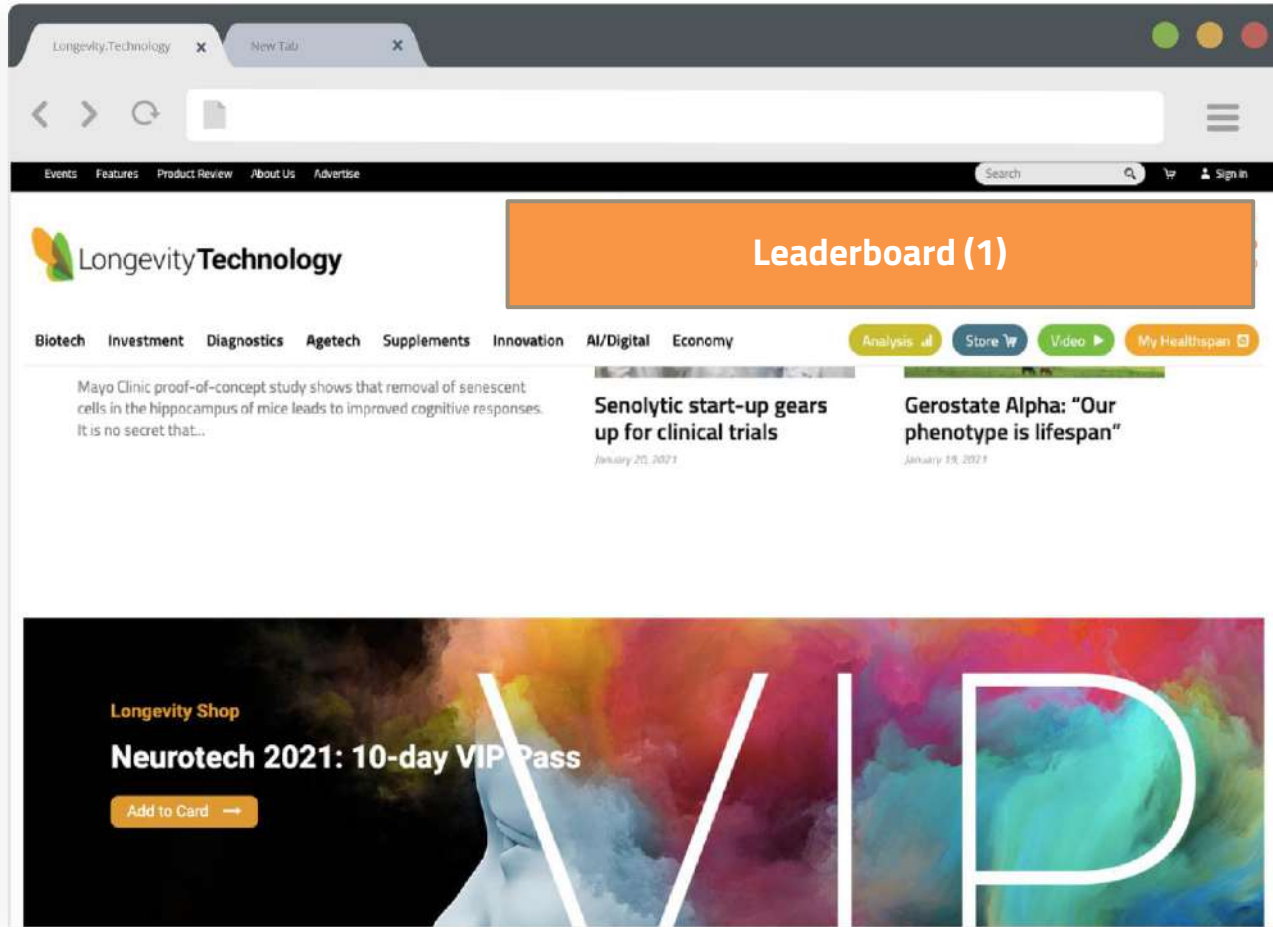 Longevity.Technology
New Tab
Events Features Product Review About Us Advertise
Search
Sign in
LongevityTechnology
Leaderboard (1)
Biotech Investment Diagnostics Agetech Supplements Innovation AI/Digital Economy
Analysis Store Video My Healthspan
Mayo Clinic proof-of-concept study shows that removal of senescent
cells in the hippocampus of mice leads to improved cognitive responses.
It is no secret that...
Senolytic start-up gears
up for clinical trials
January 20, 2021
Gerostate Alpha: “Our
phenotype is lifespan”
January 19, 2021
Longevity Shop
Neurotech 2021: 10-day VIP Pass
Add to Card →
VIP